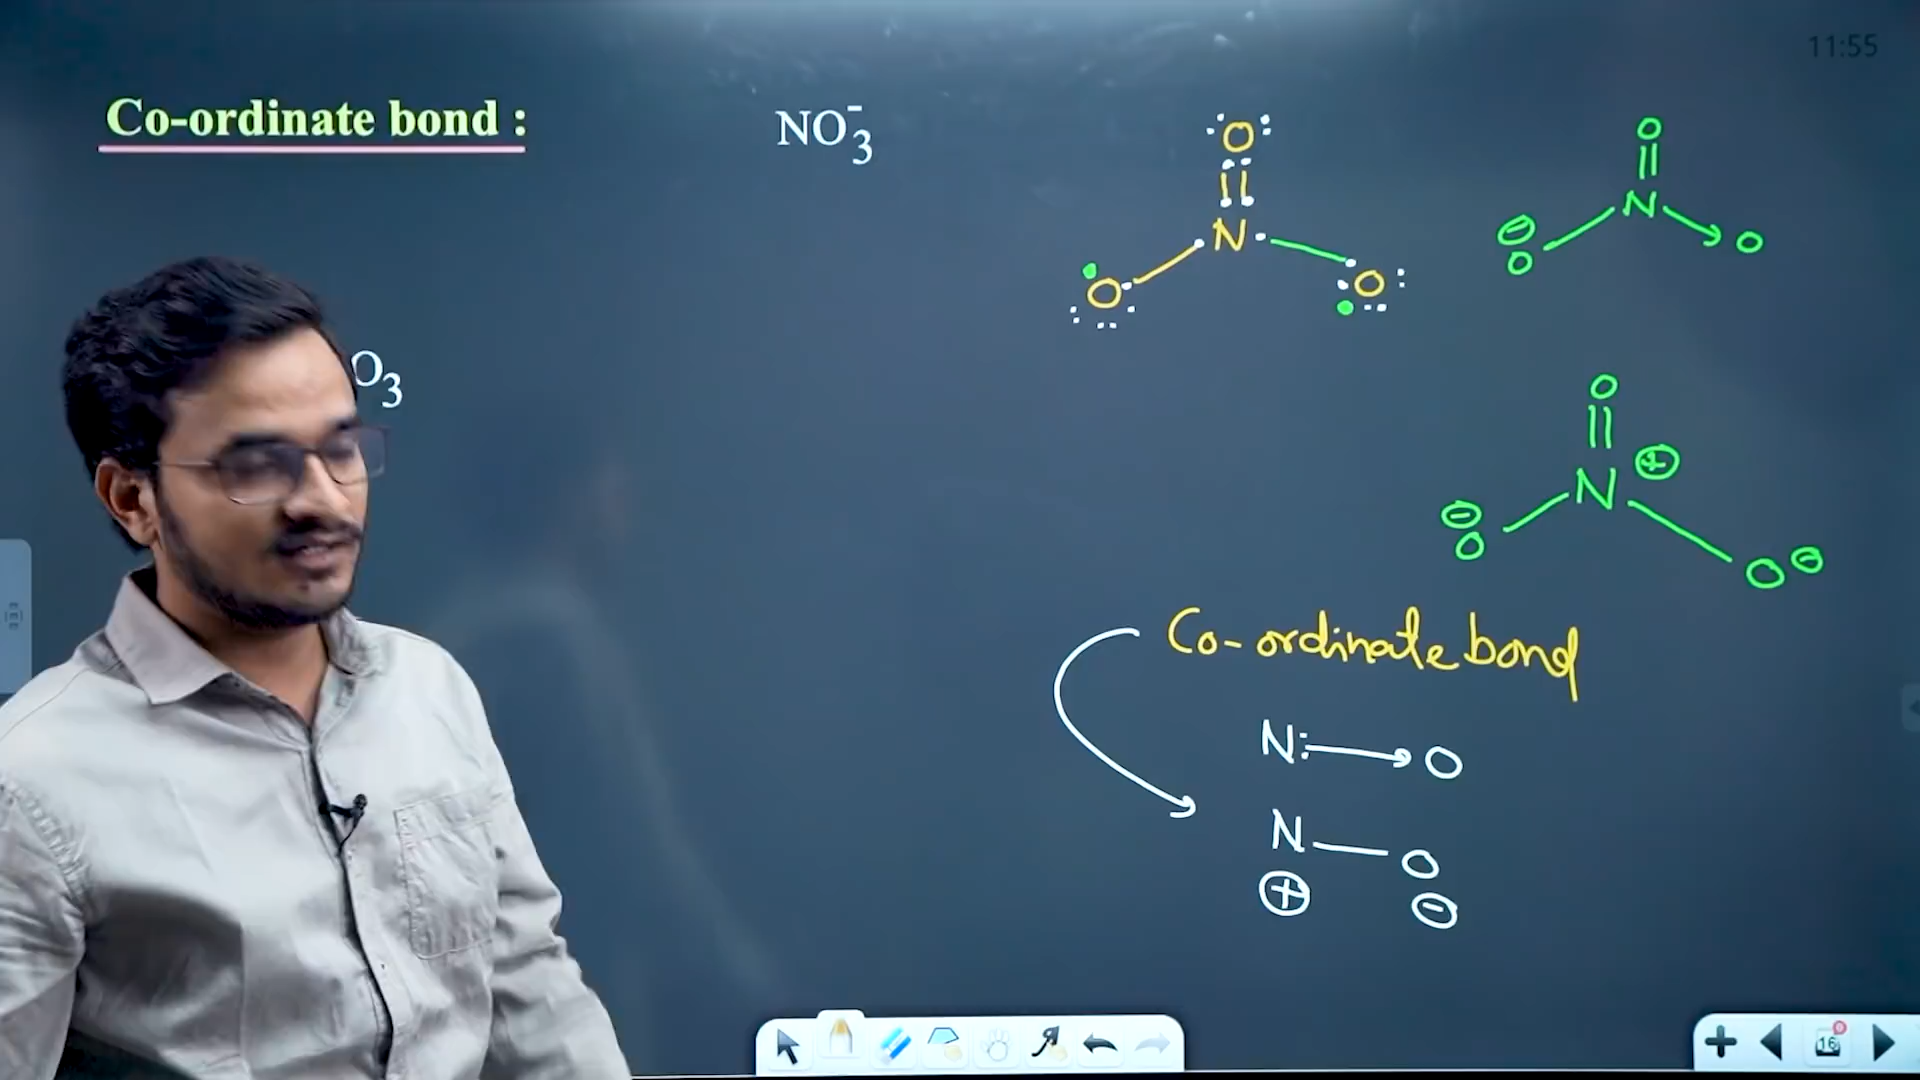 11:55
Co-ordinate bond :
NO₃⁻
O
N
O
O
O
N
⊖
O
O
O₃
O
N
⊕
⊖
O
O
⊖
Co-ordinate bond
N: → O
N — O
⊕ ⊖
16